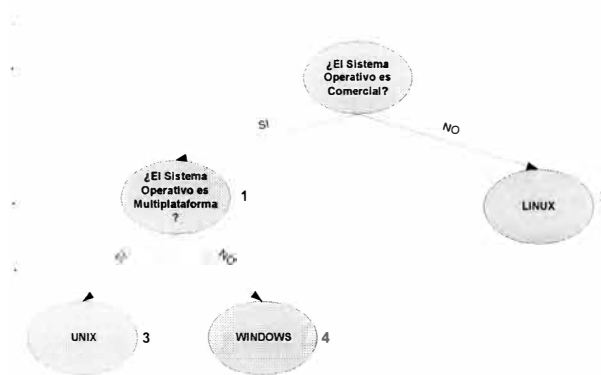 ¿El Sistema
Operativo es
Comercial?
SI
NO
¿El Sistema
Operativo es
Multiplataforma
?
1
LINUX
NO
UNIX
3
WINDOWS
4